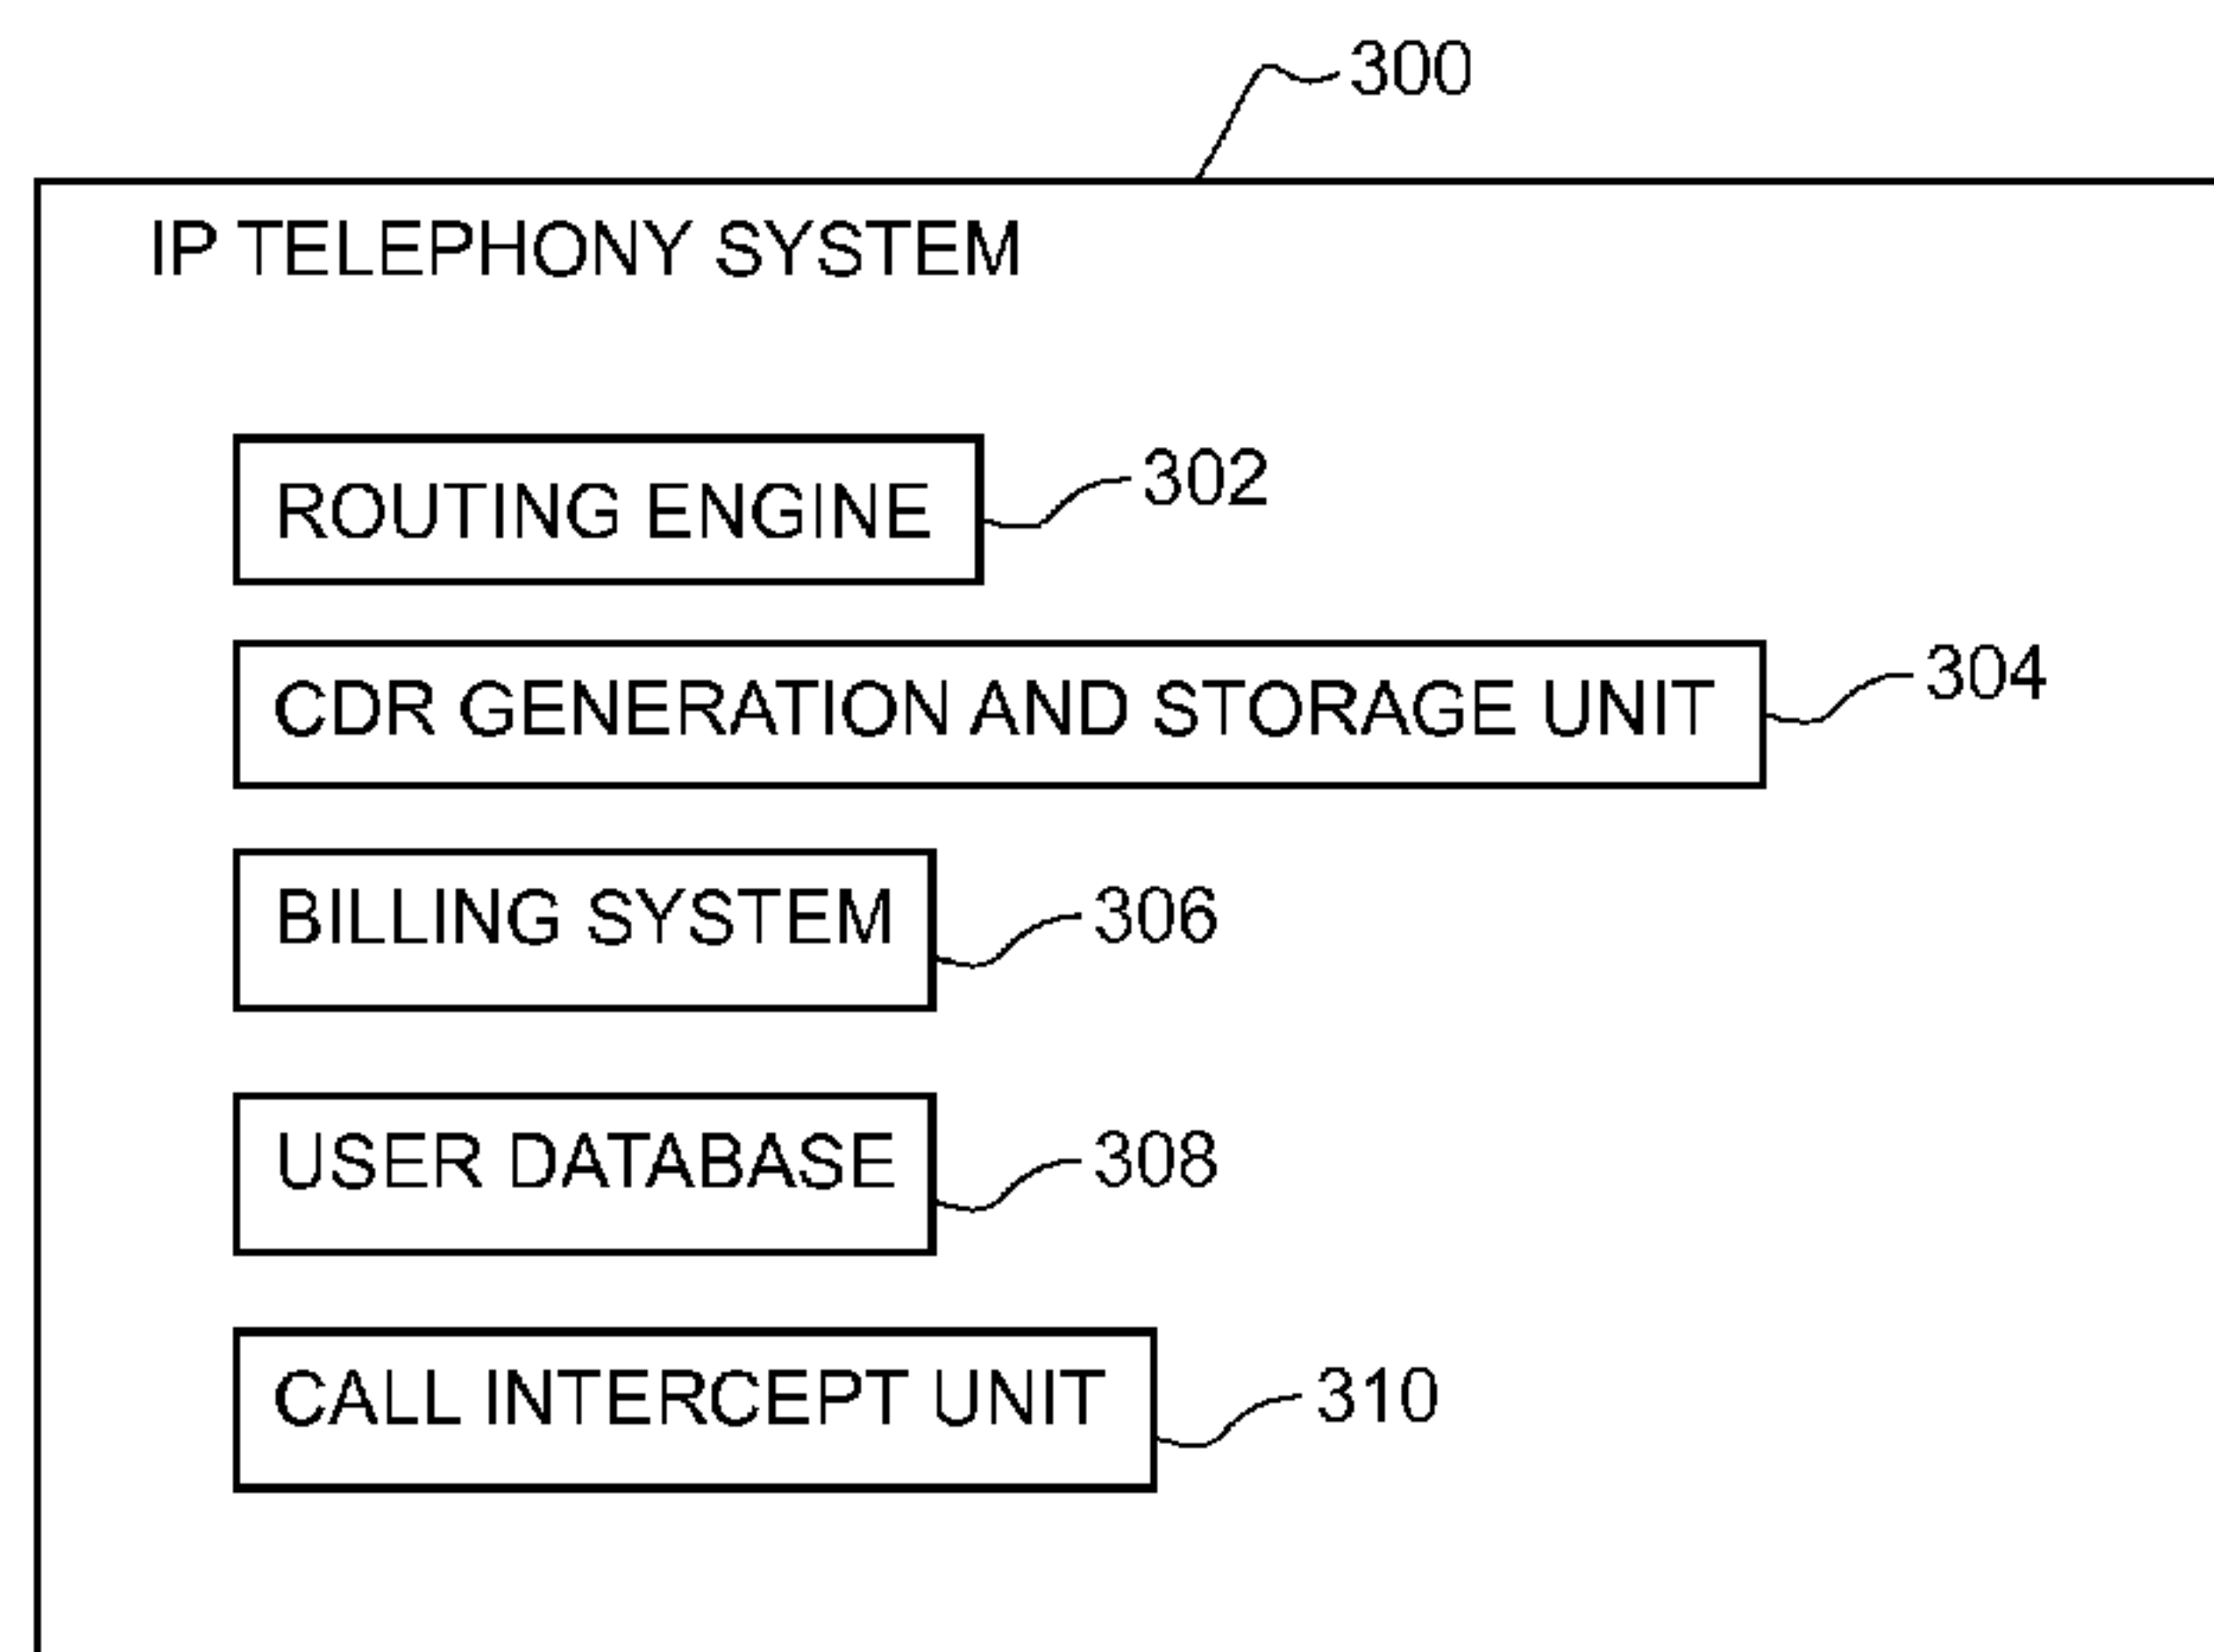 300
IP TELEPHONY SYSTEM
ROUTING ENGINE
302
CDR GENERATION AND STORAGE UNIT
304
BILLING SYSTEM
306
USER DATABASE
308
CALL INTERCEPT UNIT
310